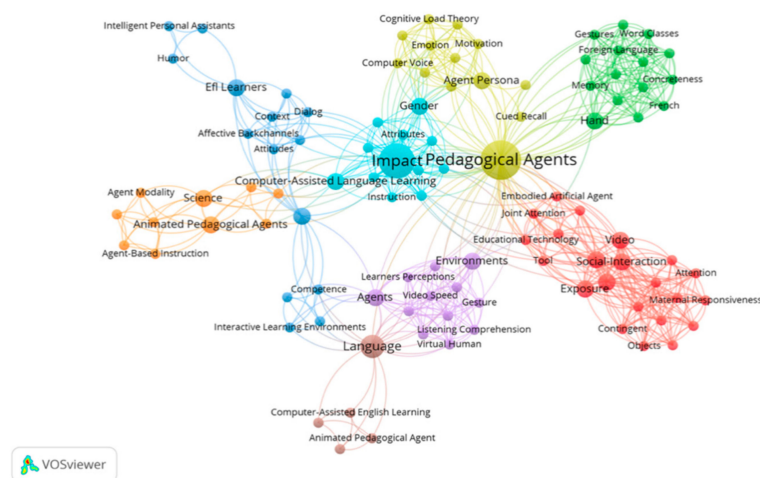 Cognitive Load Theory
Intelligent Personal Assistants
Gestures
Word Classes
Emotion
Motivation
Foreign-Language
Humor
Computer Voice
Agent Persona
Concreteness
Efl Learners
Memory
Gender
French
Context
Dialog
Cued Recall
Hand
Affective Backchannels
Attributes
Attitudes
Impact
Pedagogical Agents
Computer-Assisted Language Learning
Agent Modality
Science
Instruction
Embodied Artificial Agent
Joint Attention
Animated Pedagogical Agents
Educational Technology
Video
Agent-Based Instruction
Environments
Tool
Social-Interaction
Learners Perceptions
Attention
Competence
Agents
Video Speed
Exposure
Gesture
Maternal Responsiveness
Interactive Learning Environments
Listening Comprehension
Contingent
Language
Virtual Human
Objects
Computer-Assisted English Learning
Animated Pedagogical Agent
VOSviewer